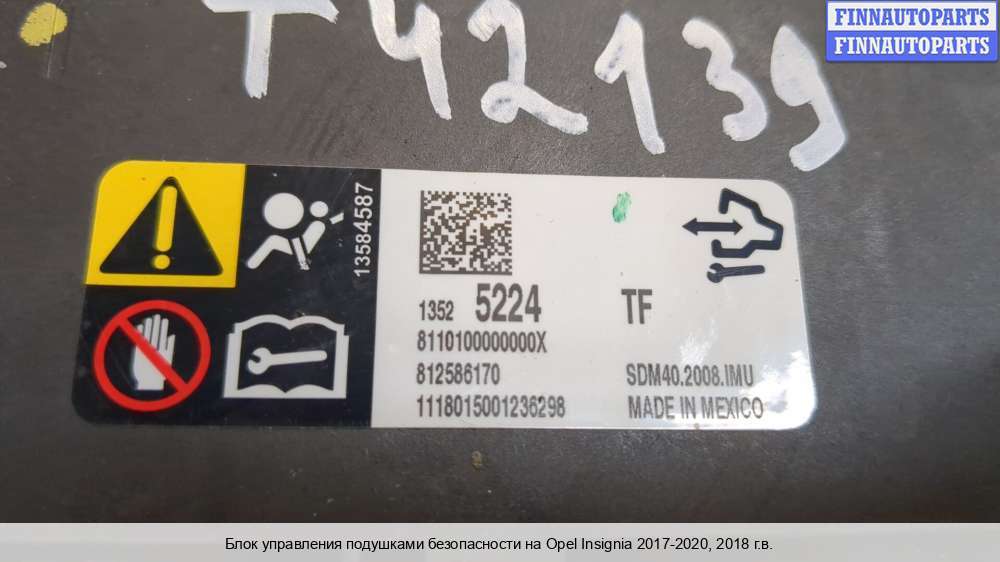 FINNAUTOPARTS
FINNAUTOPARTS
T42139
13584587
1352 5224 TF
8110100000000X
812586170 SDM40.2008.IMU
1118015001236298 MADE IN MEXICO
Блок управления подушками безопасности на Opel Insignia 2017-2020, 2018 г.в.